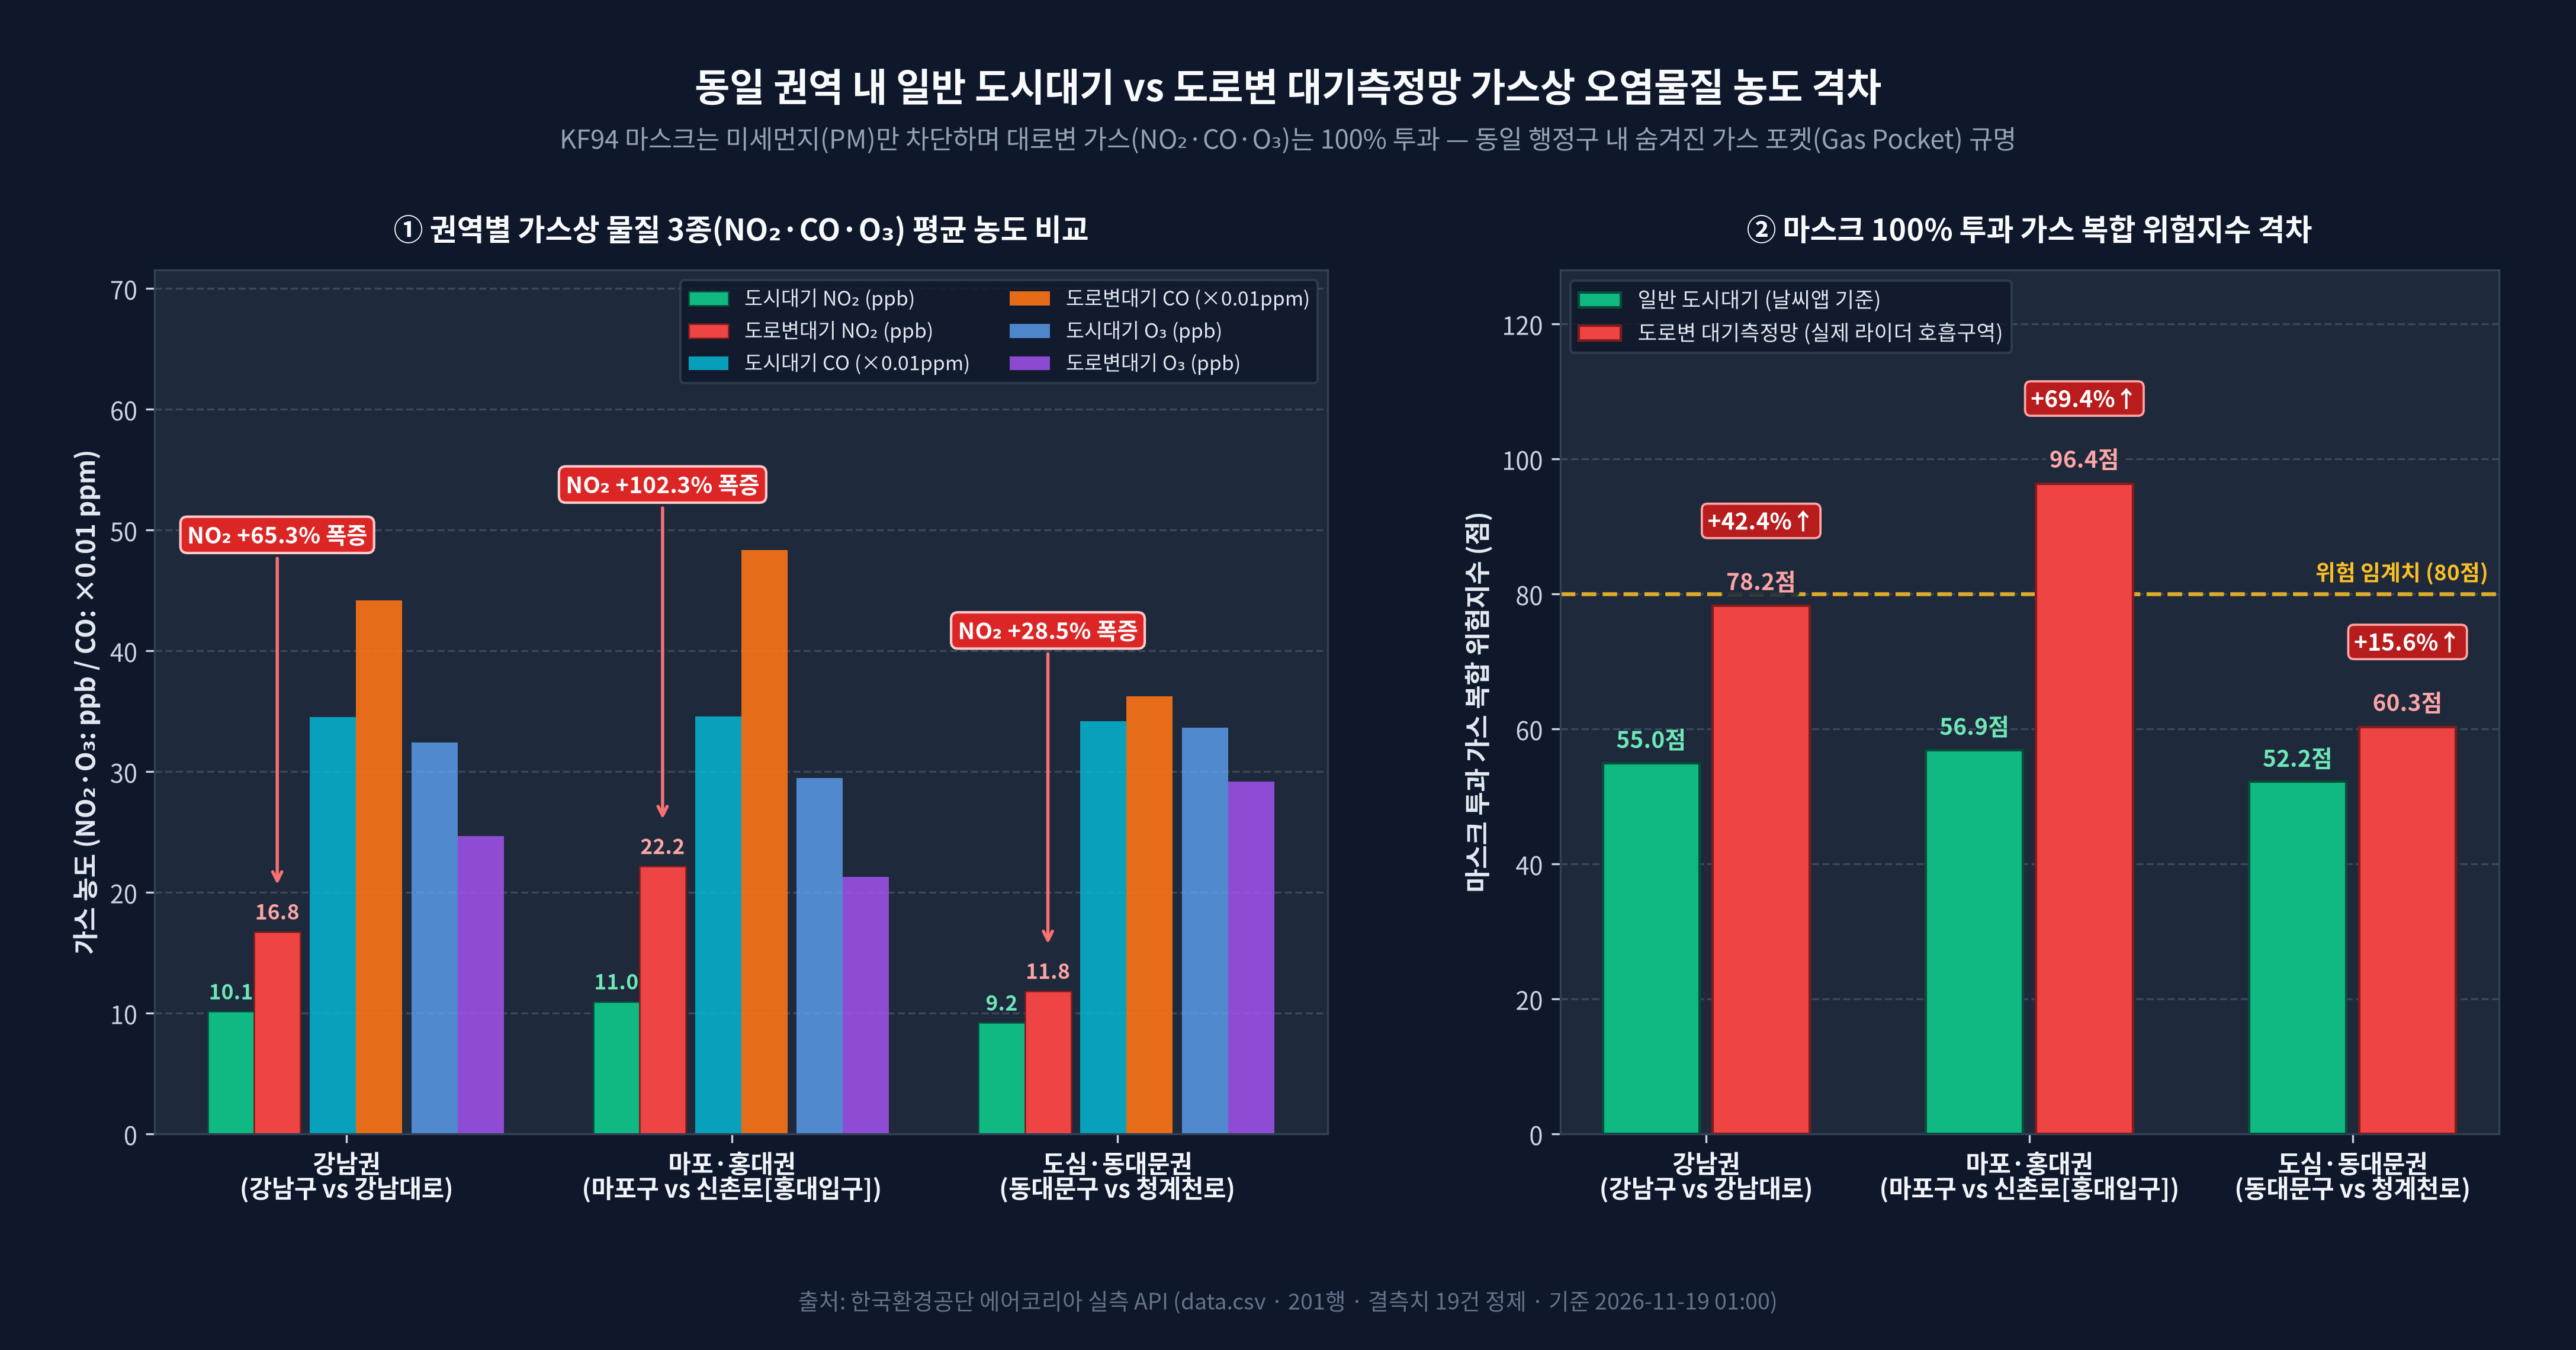 동일 권역 내 일반 도시대기 vs 도로변 대기측정망 가스상 오염물질 농도 격차
KF94 마스크는 미세먼지(PM)만 차단하며 대로변 가스(NO₂·CO·O₃)는 100% 투과 — 동일 행정구 내 숨겨진 가스 포켓(Gas Pocket) 규명
① 권역별 가스상 물질 3종(NO₂·CO·O₃) 평균 농도 비교
가스 농도 (NO₂·O₃: ppb / CO: ×0.01 ppm)
70
60
50
40
30
20
10
0
도시대기 NO₂ (ppb)
도로변대기 NO₂ (ppb)
도시대기 CO (×0.01ppm)
도로변대기 CO (×0.01ppm)
도시대기 O₃ (ppb)
도로변대기 O₃ (ppb)
NO₂ +65.3% 폭증
NO₂ +102.3% 폭증
NO₂ +28.5% 폭증
10.1
16.8
11.0
22.2
9.2
11.8
강남권
(강남구 vs 강남대로)
마포·홍대권
(마포구 vs 신촌로[홍대입구])
도심·동대문권
(동대문구 vs 청계천로)
② 마스크 100% 투과 가스 복합 위험지수 격차
마스크 투과 가스 복합 위험지수 (점)
120
100
80
60
40
20
0
일반 도시대기 (날씨앱 기준)
도로변 대기측정망 (실제 라이더 호흡구역)
+42.4%↑
+69.4%↑
+15.6%↑
위험 임계치 (80점)
55.0점
78.2점
56.9점
96.4점
52.2점
60.3점
강남권
(강남구 vs 강남대로)
마포·홍대권
(마포구 vs 신촌로[홍대입구])
도심·동대문권
(동대문구 vs 청계천로)
출처: 한국환경공단 에어코리아 실측 API (data.csv · 201행 · 결측치 19건 정제 · 기준 2026-11-19 01:00)